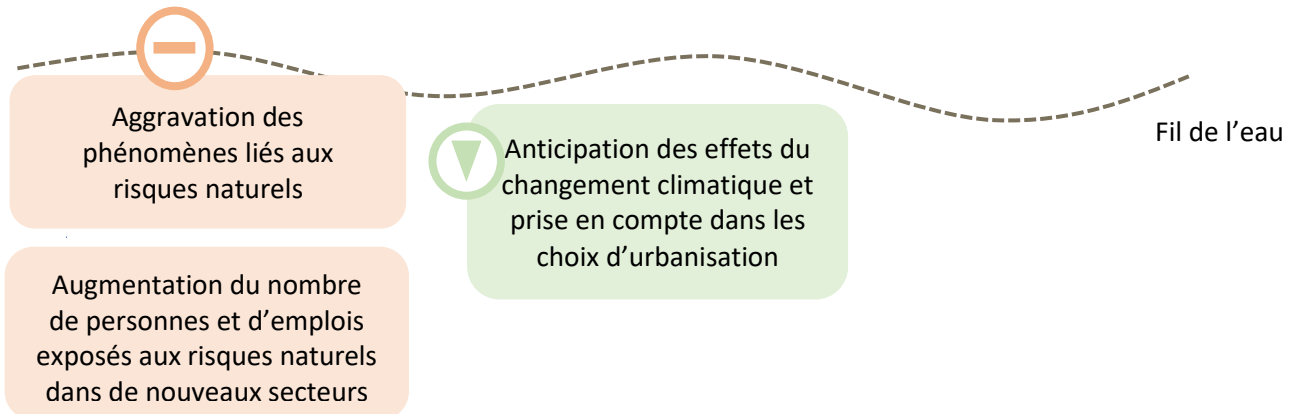 Aggravation des
phénomènes liés aux
risques naturels
Augmentation du nombre
de personnes et d’emplois
exposés aux risques naturels
dans de nouveaux secteurs
Anticipation des effets du
changement climatique et
prise en compte dans les
choix d’urbanisation
Fil de l’eau